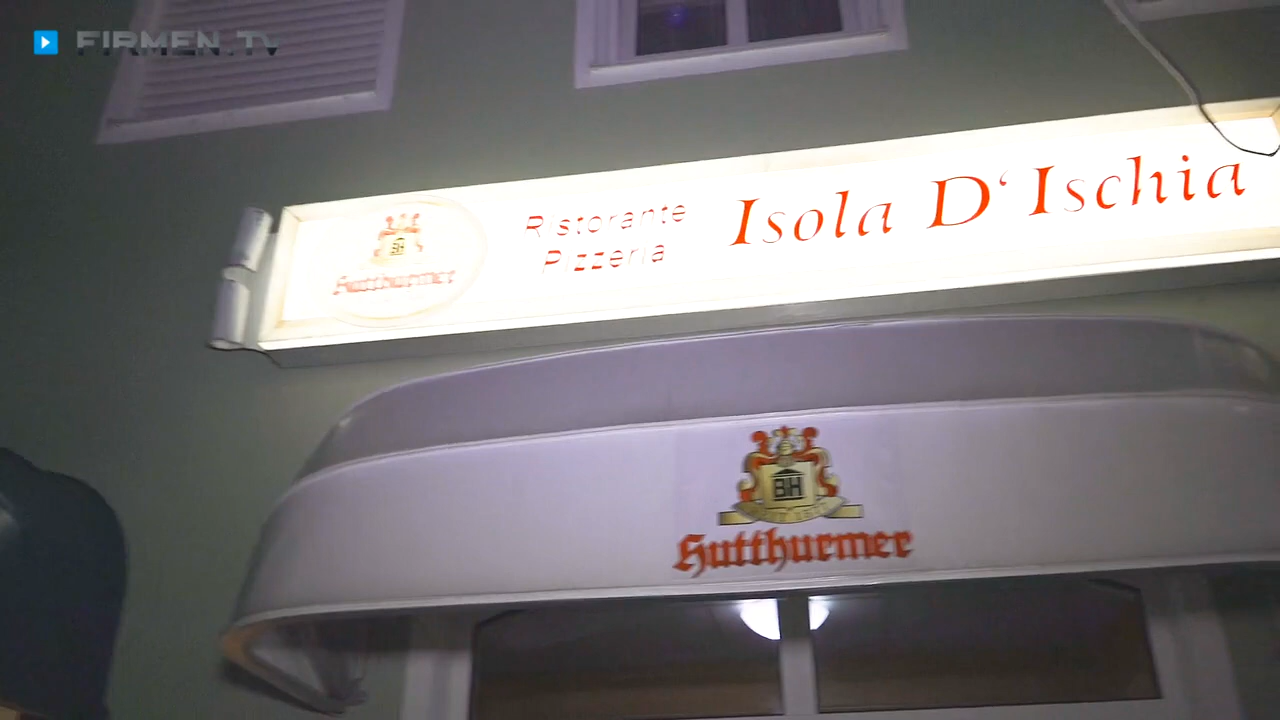 FIRMEN.TV
Hutthurmer
Ristorante
Pizzeria
Isola D‘Ischia
BH
Hutthurmer